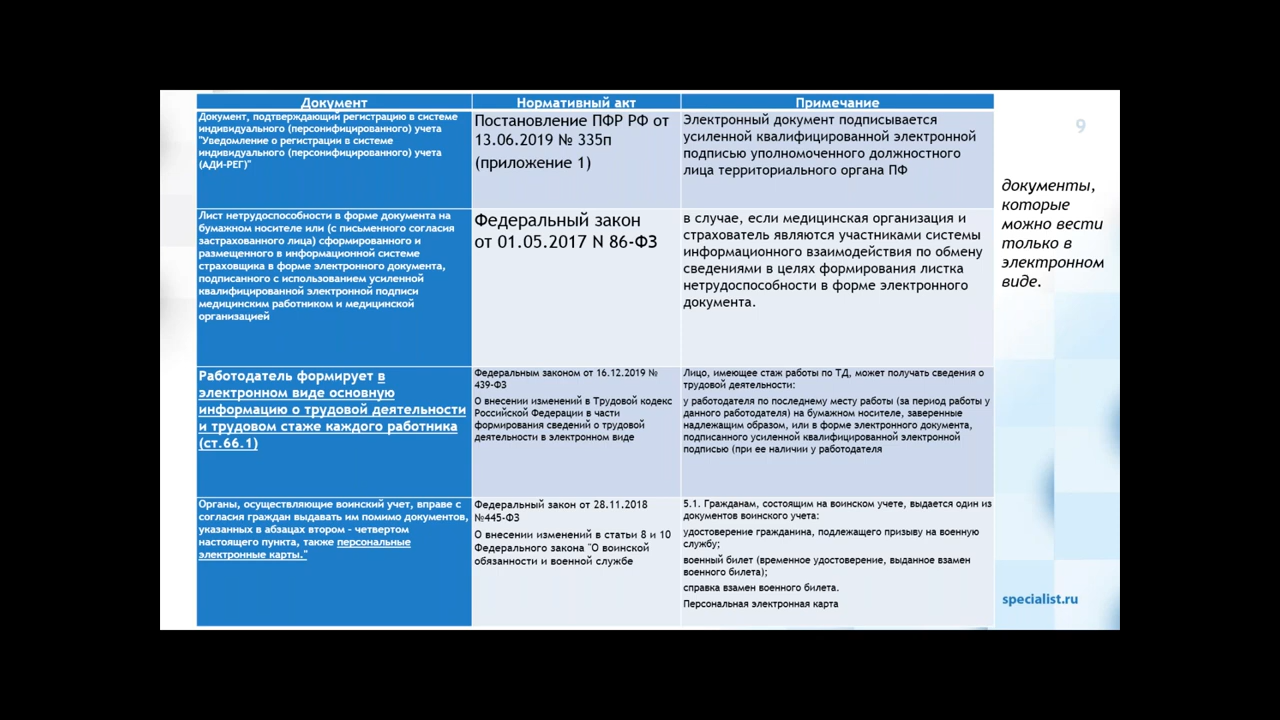 Документ
Нормативный акт
Примечание
Документ, подтверждающий регистрацию в системе
индивидуального (персонифицированного) учета
"Уведомление о регистрации в системе
индивидуального (персонифицированного) учета
(АДИ-РЕГ)"
Постановление ПФР РФ от
13.06.2019 № 335п
(приложение 1)
Электронный документ подписывается
усиленной квалифицированной электронной
подписью уполномоченного должностного
лица территориального органа ПФ
Лист нетрудоспособности в форме документа на
бумажном носителе или (с письменного согласия
застрахованного лица) сформированного и
размещенного в информационной системе
страховщика в форме электронного документа,
подписанного с использованием усиленной
квалифицированной электронной подписи
медицинским работником и медицинской
организацией
Федеральный закон
от 01.05.2017 N 86-ФЗ
в случае, если медицинская организация и
страхователь являются участниками системы
информационного взаимодействия по обмену
сведениями в целях формирования листка
нетрудоспособности в форме электронного
документа.
Работодатель формирует в
электронном виде основную
информацию о трудовой деятельности
и трудовом стаже каждого работника
(ст.66.1)
Федеральным законом от 16.12.2019 №
439-ФЗ
О внесении изменений в Трудовой кодекс
Российской Федерации в части
формирования сведений о трудовой
деятельности в электронном виде
Лицо, имеющее стаж работы по ТД, может получать сведения о
трудовой деятельности:
у работодателя по последнему месту работы (за период работы у
данного работодателя) на бумажном носителе, заверенные
надлежащим образом, или в форме электронного документа,
подписанного усиленной квалифицированной электронной
подписью (при ее наличии у работодателя
Органы, осуществляющие воинский учет, вправе с
согласия граждан выдавать им помимо документов,
указанных в абзацах втором - четвертом
настоящего пункта, также персональные
электронные карты."
Федеральный закон от 28.11.2018
№445-ФЗ
О внесении изменений в статьи 8 и 10
Федерального закона "О воинской
обязанности и военной службе
5.1. Гражданам, состоящим на воинском учете, выдается один из
документов воинского учета:
удостоверение гражданина, подлежащего призыву на военную
службу;
военный билет (временное удостоверение, выданное взамен
военного билета);
справка взамен военного билета.
Персональная электронная карта
9
документы,
которые
можно вести
только в
электронном
виде.
specialist.ru